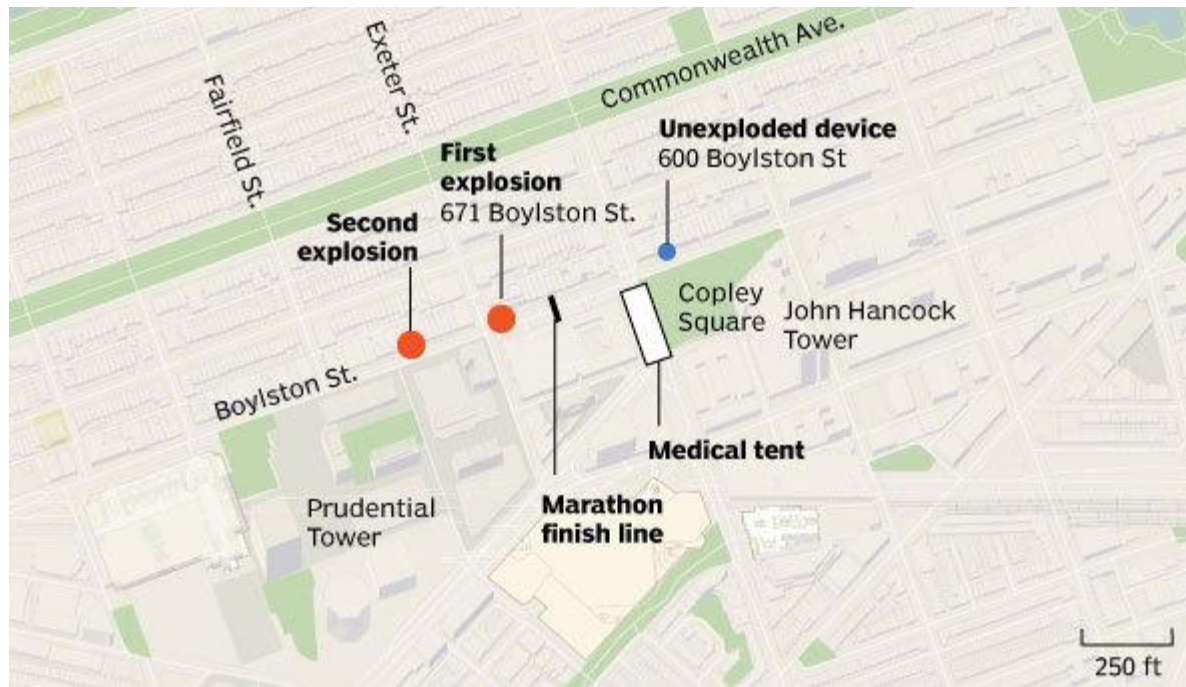 Commonwealth Ave.
Exeter St.
Fairfield St.
Unexploded device
600 Boylston St
First
explosion
671 Boylston St.
Second
explosion
Copley
Square
John Hancock
Tower
Boylston St.
Medical tent
Marathon
finish line
Prudential
Tower
250 ft